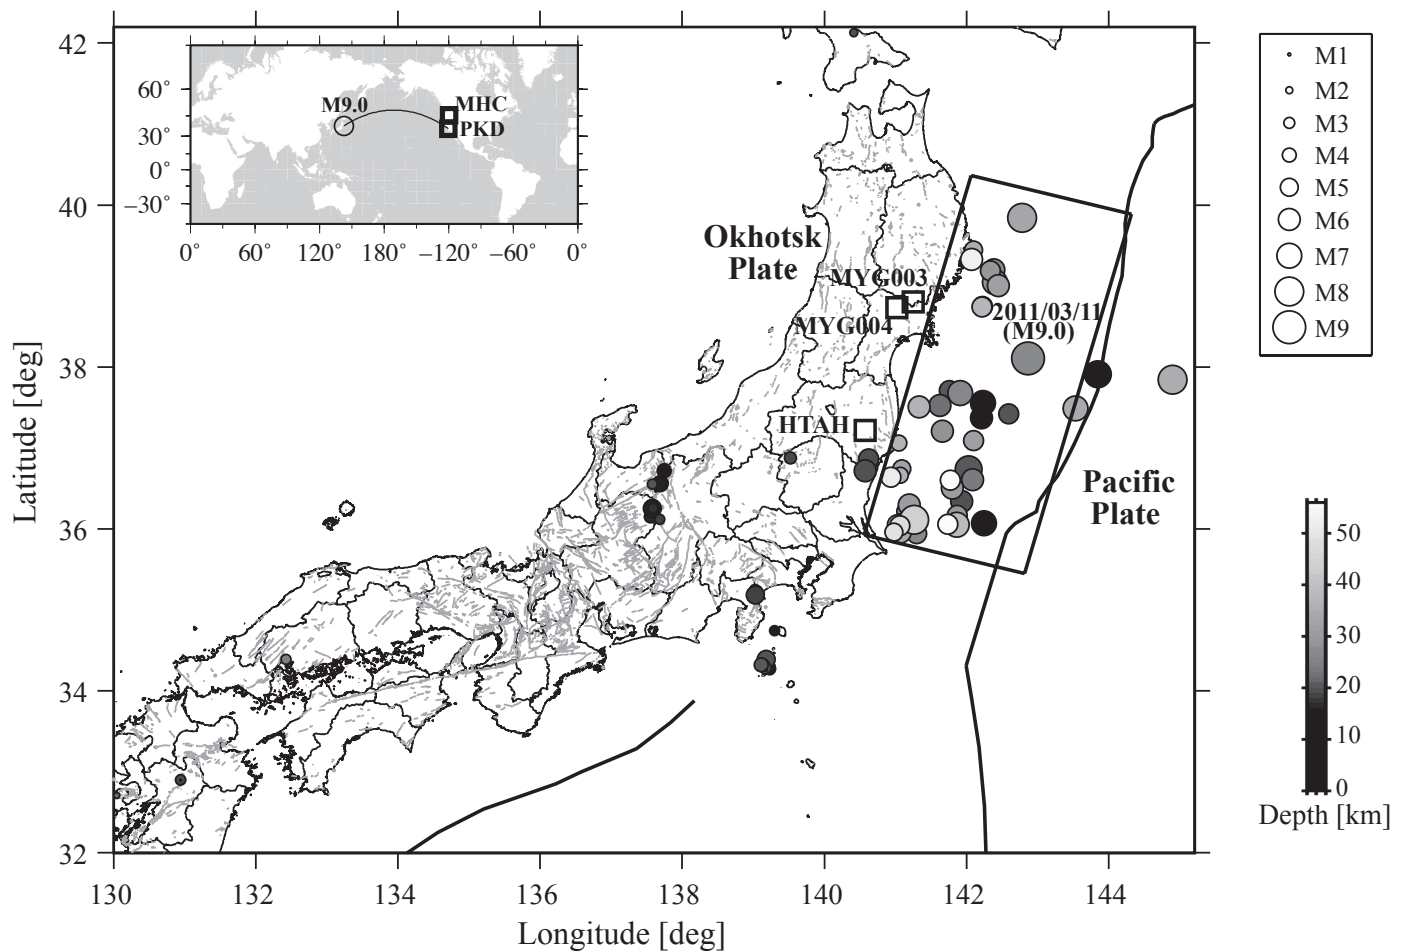 42
40
38
36
34
32
Latitude [deg]
130
132
134
136
138
140
142
144
Longitude [deg]
60°
30°
0°
−30°
0°
60°
120°
180°
−120°
−60°
0°
M9.0
MHC
PKD
Okhotsk
Plate
MYG003
MYG004
2011/03/11
(M9.0)
HTAH
Pacific
Plate
M1
M2
M3
M4
M5
M6
M7
M8
M9
50
40
30
20
10
0
Depth [km]